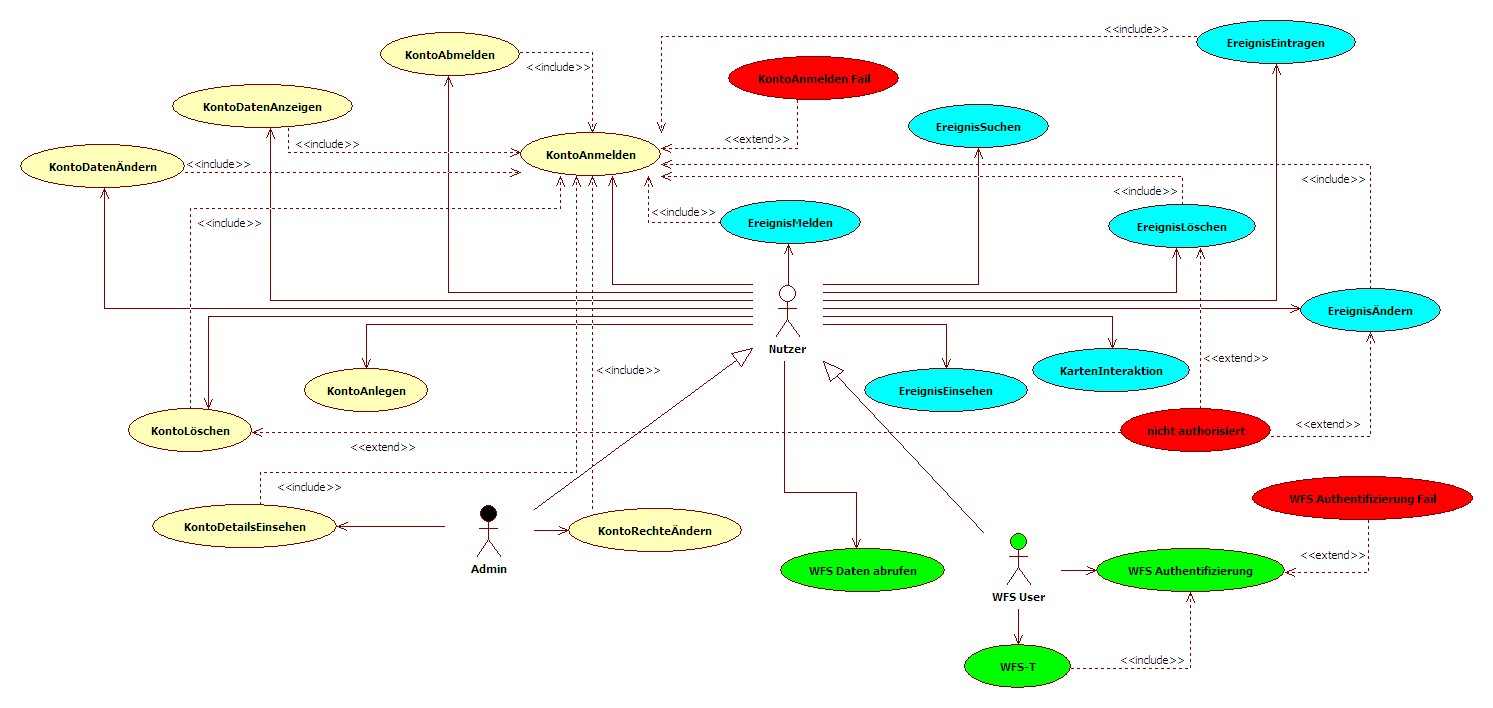 <<include>>
EreignisEintragen
KontoAbmelden
<<include>>
KontoAnmelden Fail
KontoDatenAnzeigen
EreignisSuchen
<<include>>
<<extend>>
KontoAnmelden
KontoDatenÄndern
<<include>>
<<include>>
<<include>>
<<include>>
<<include>>
EreignisMelden
EreignisLöschen
EreignisÄndern
Nutzer
<<extend>>
<<include>>
KartenInteraktion
KontoAnlegen
EreignisEinsehen
KontoLöschen
nicht authorisiert
<<extend>>
<<extend>>
<<include>>
WFS Authentifizierung Fail
KontoDetailsEinsehen
KontoRechteÄndern
<<extend>>
Admin
WFS Daten abrufen
WFS Authentifizierung
WFS User
<<include>>
WFS-T